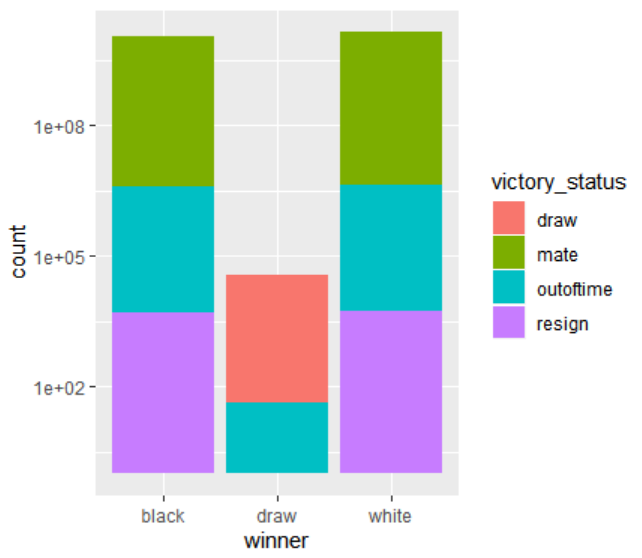 1e+08
1e+05
1e+02
count
black
draw
white
winner
victory_status
draw
mate
outoftime
resign